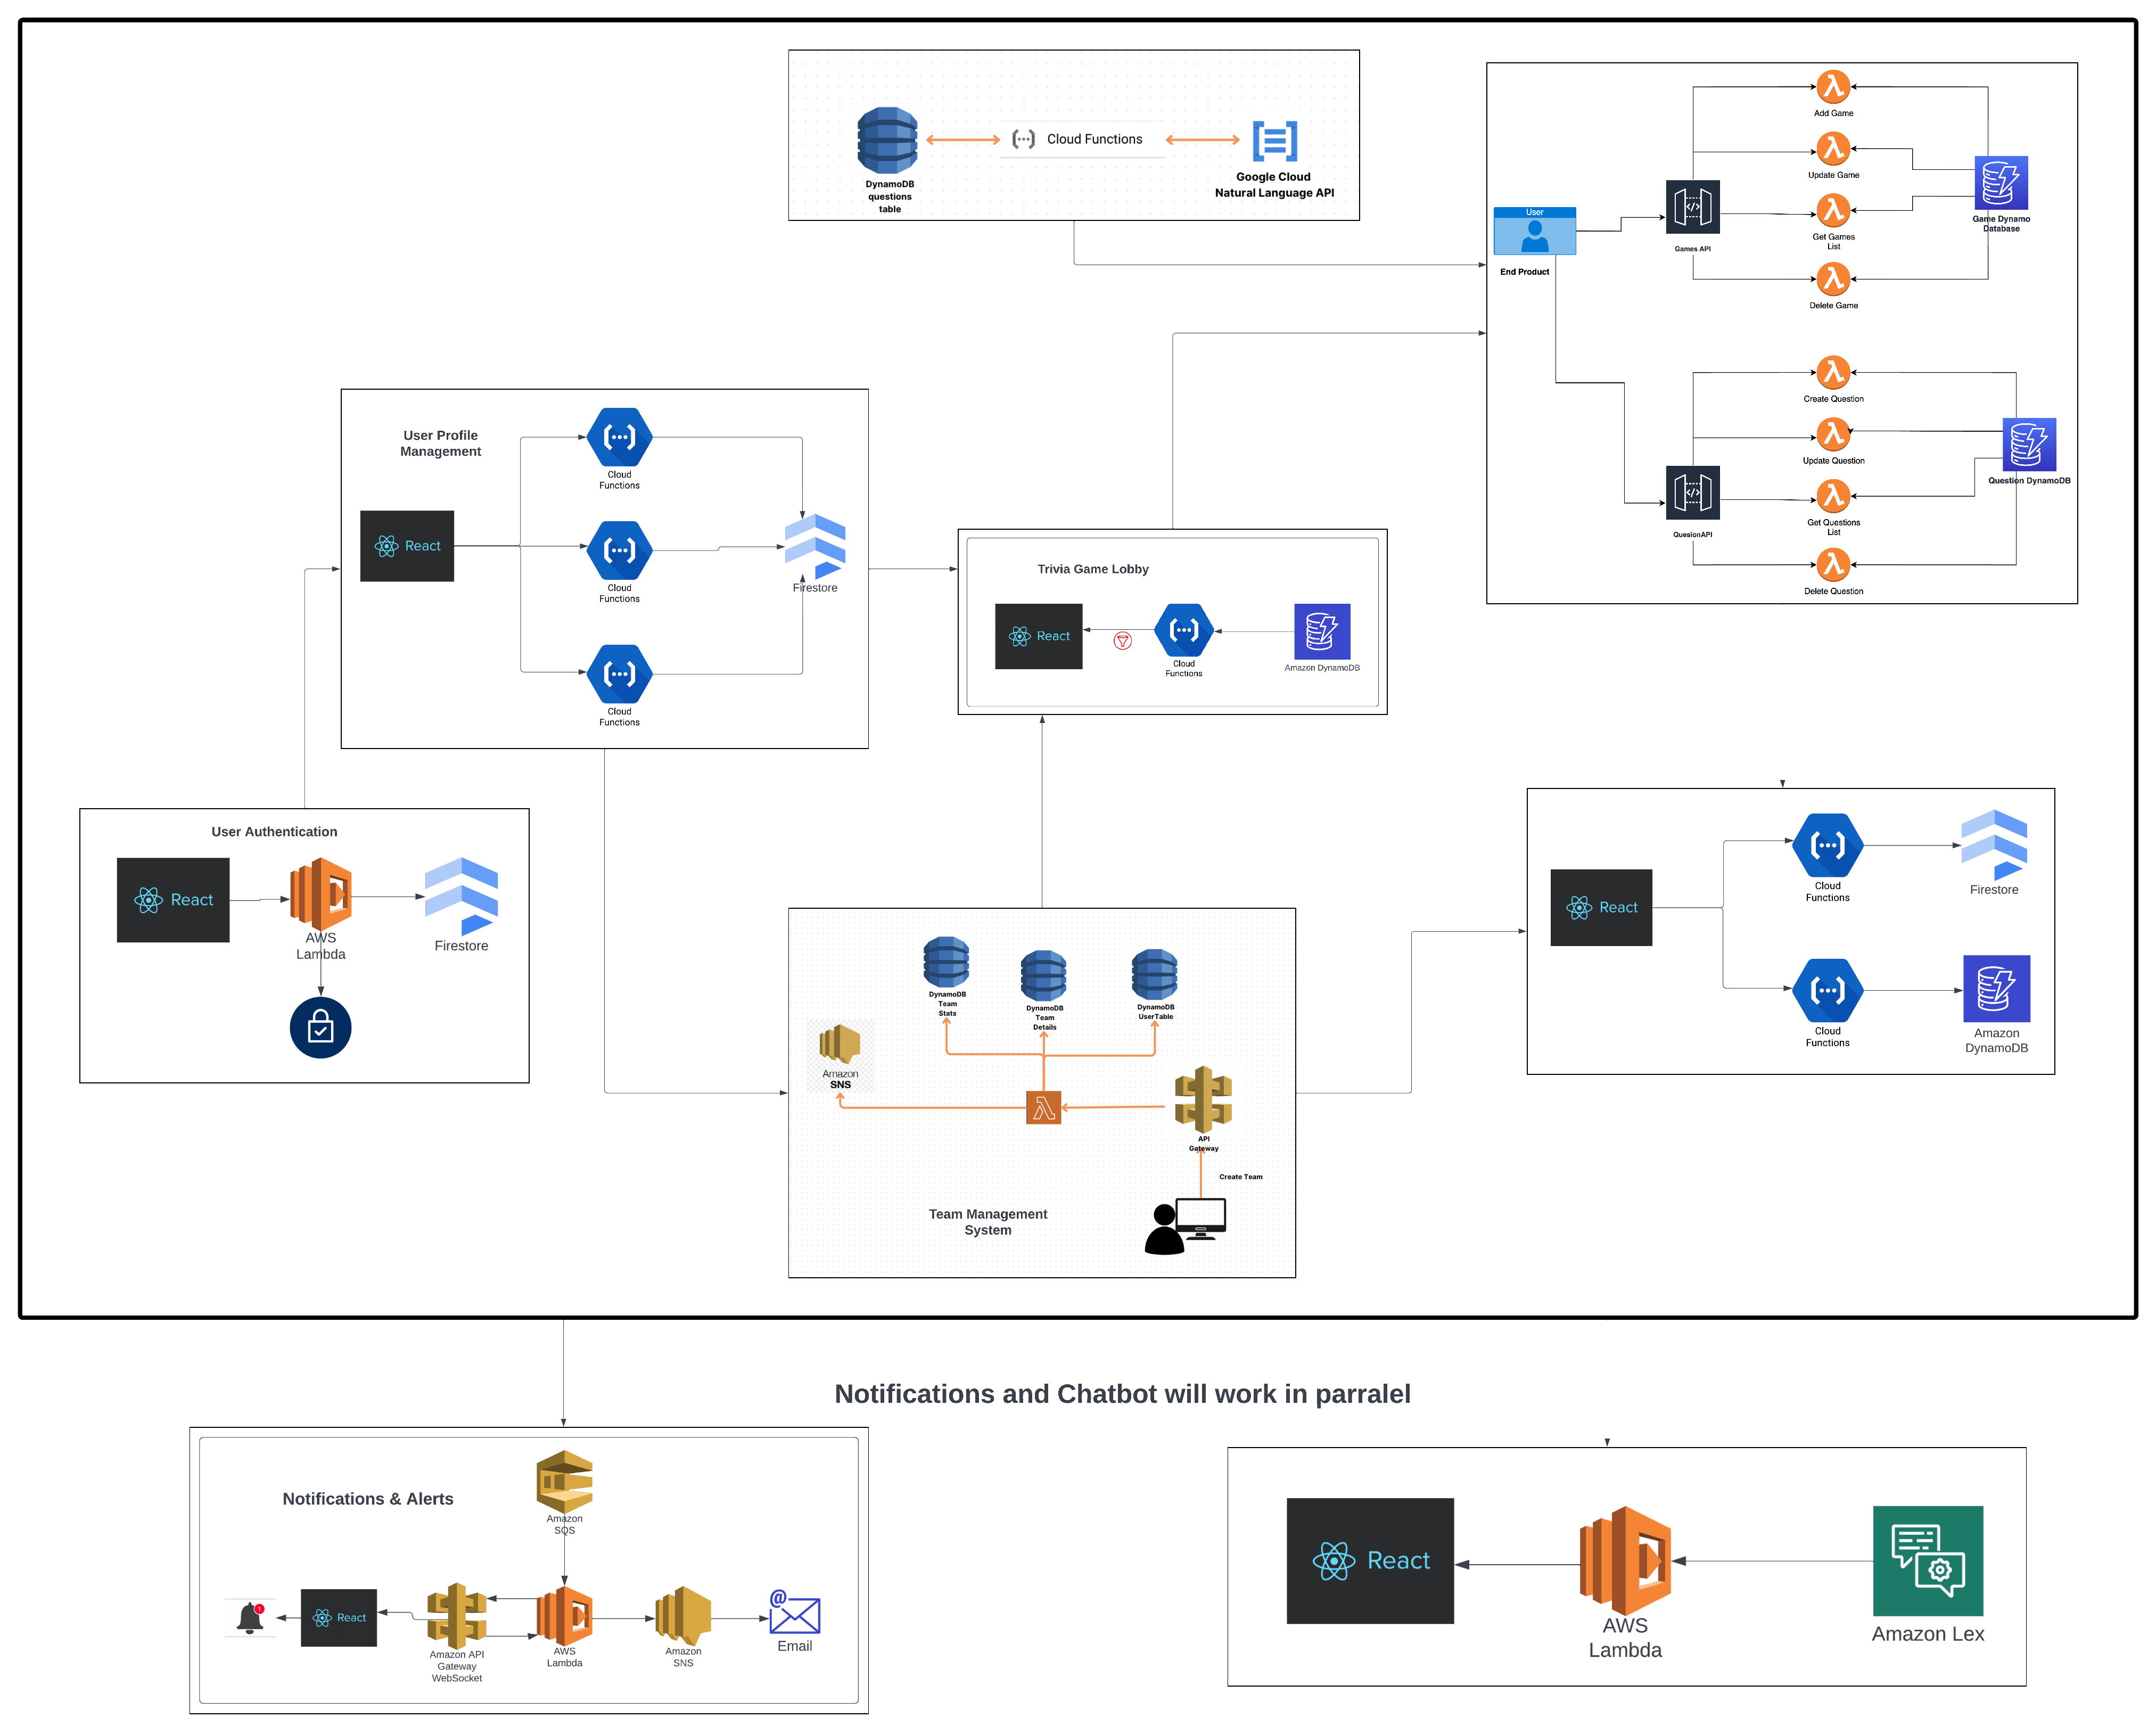 DynamoDB
questions
table
Cloud Functions
Google Cloud
Natural Language API
User
End Product
Games API
Add Game
Update Game
Get Games
List
Delete Game
Game Dynamo
Database
Create Question
Update Question
Get Questions
List
Delete Question
QuesionAPI
Question DynamoDB
User Profile
Management
React
Cloud
Functions
Cloud
Functions
Cloud
Functions
Firestore
Trivia Game Lobby
React
Cloud
Functions
Amazon DynamoDB
User Authentication
React
AWS
Lambda
Firestore
DynamoDB
Team
Stats
DynamoDB
Team
Details
DynamoDB
UserTable
Amazon
SNS
API
Gateway
Create Team
Team Management
System
React
Cloud
Functions
Firestore
Cloud
Functions
Amazon
DynamoDB
Notifications and Chatbot will work in parralel
Notifications & Alerts
Amazon
SQS
1
React
Amazon API
Gateway
WebSocket
AWS
Lambda
Amazon
SNS
@
Email
React
AWS
Lambda
Amazon Lex